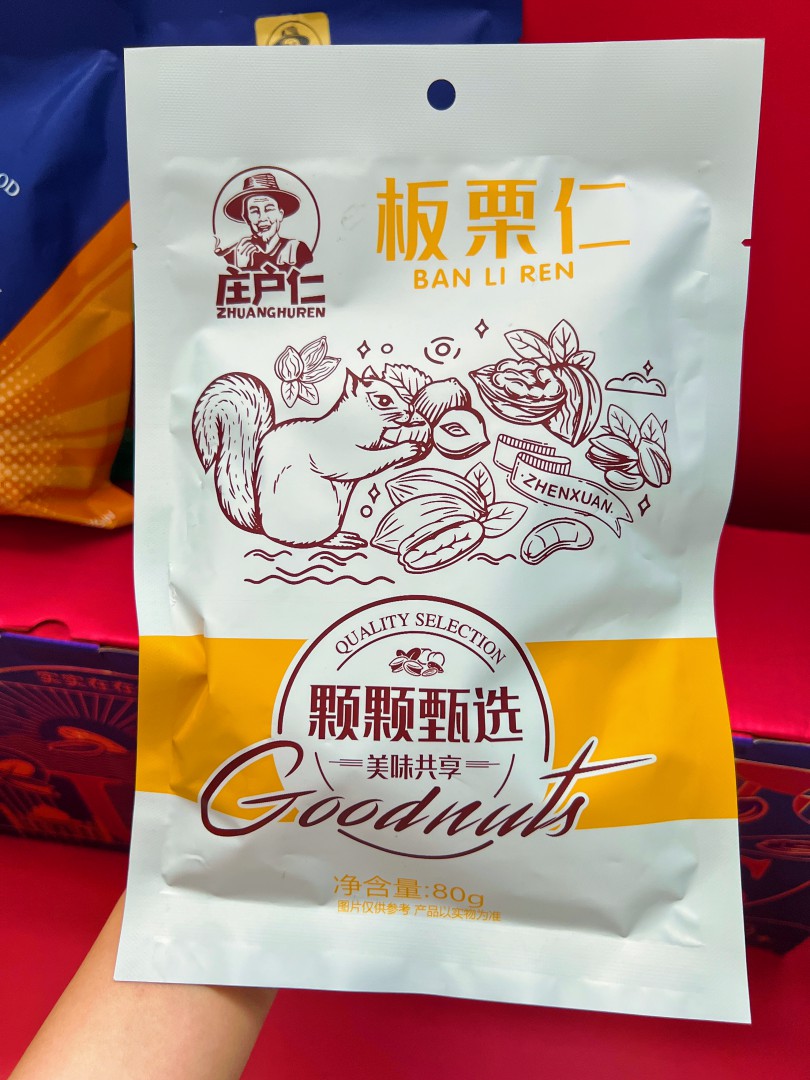 OD
板栗仁
BAN LI REN
庄户仁
ZHUANGHUREN
·ZHENXUAN.
QUALITY SELECTION
颗颗甄选
美味共享
Goodnuts
净含量:80g
图片仅供参考 产品以实物为准